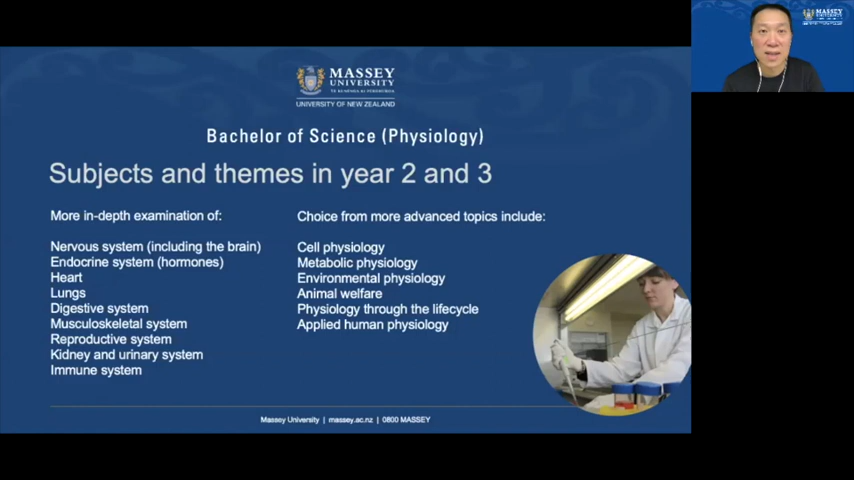 MASSEY
UNIVERSITY
TE KUNENGA KI PŪREHUROA
UNIVERSITY OF NEW ZEALAND
Bachelor of Science (Physiology)
Subjects and themes in year 2 and 3
More in-depth examination of:
Nervous system (including the brain)
Endocrine system (hormones)
Heart
Lungs
Digestive system
Musculoskeletal system
Reproductive system
Kidney and urinary system
Immune system
Choice from more advanced topics include:
Cell physiology
Metabolic physiology
Environmental physiology
Animal welfare
Physiology through the lifecycle
Applied human physiology
Massey University | massey.ac.nz | 0800 MASSEY
MASSEY
UNIVERSITY